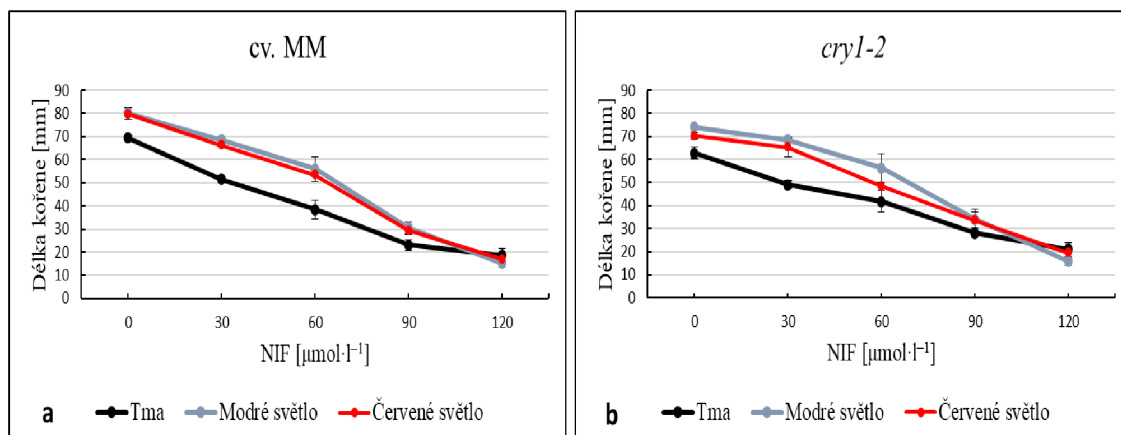 cv. MM
Délka kořene [mm]
90
80
70
60
50
40
30
20
10
0
0 30 60 90 120
NIF [µmol·l⁻¹]
a Tma Modré světlo Červené světlo
cry1-2
Délka kořene [mm]
90
80
70
60
50
40
30
20
10
0
0 30 60 90 120
NIF [µmol·l⁻¹]
b Tma Modré světlo Červené světlo